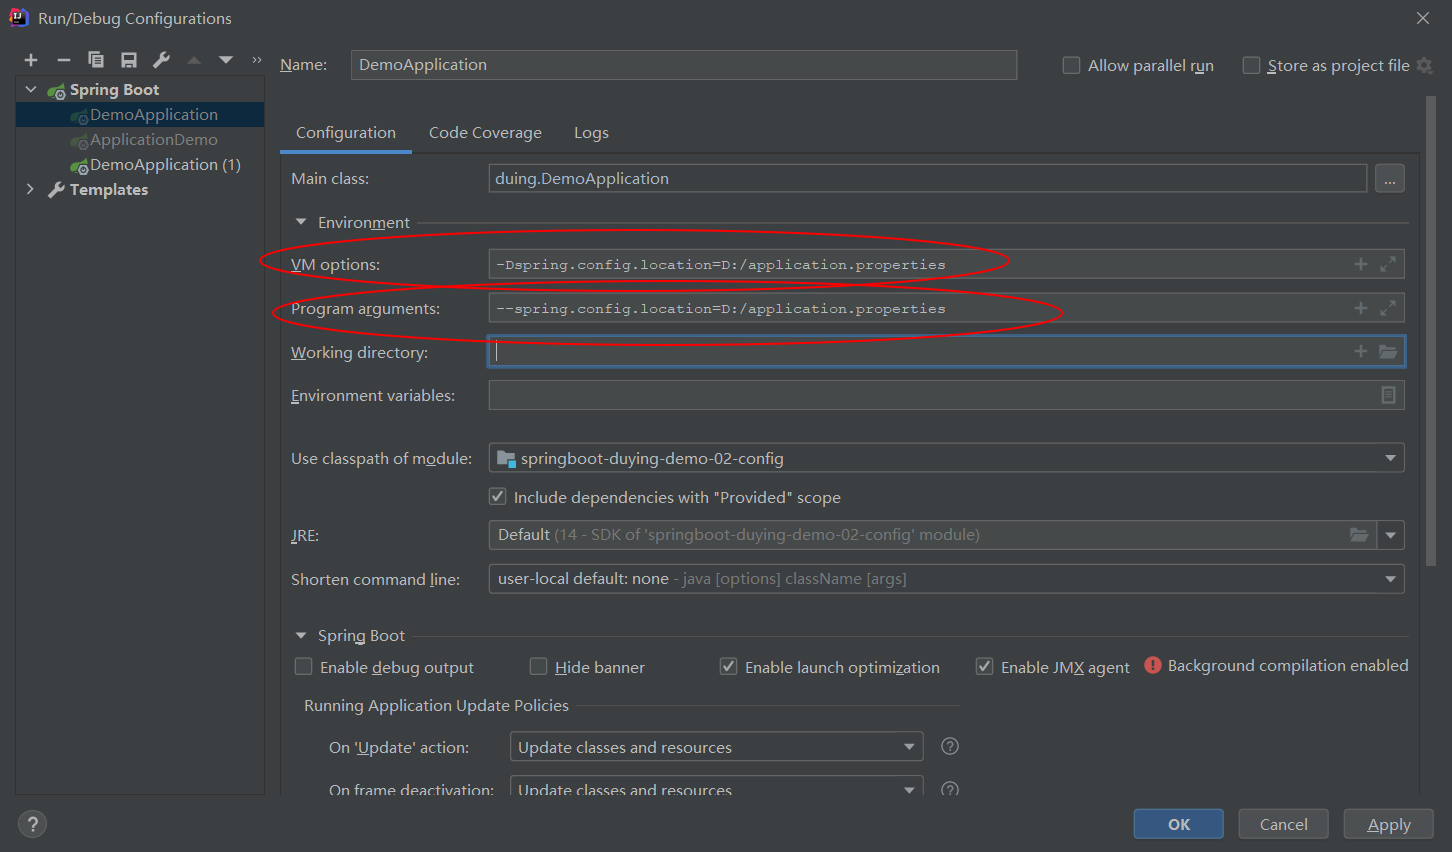 Run/Debug Configurations
Name: DemoApplication
Allow parallel run
Store as project file
Spring Boot
DemoApplication
ApplicationDemo
DemoApplication (1)
Templates
Configuration Code Coverage Logs
Main class: duing.DemoApplication ...
Environment
VM options: -Dspring.config.location=D:/application.properties
Program arguments: --spring.config.location=D:/application.properties
Working directory:
Environment variables:
Use classpath of module: springboot-duying-demo-02-config
Include dependencies with "Provided" scope
JRE: Default (14 - SDK of 'springboot-duying-demo-02-config' module)
Shorten command line: user-local default: none - java [options] className [args]
Spring Boot
Enable debug output Hide banner Enable launch optimization Enable JMX agent Background compilation enabled
Running Application Update Policies
On 'Update' action: Update classes and resources
On frame deactivation: Update classes and resources
OK Cancel Apply